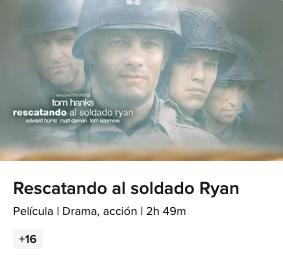 tom hanks
rescatando al soldado ryan
edward burns matt damon tom sizemore
Rescatando al soldado Ryan
Película | Drama, acción | 2h 49m
+16